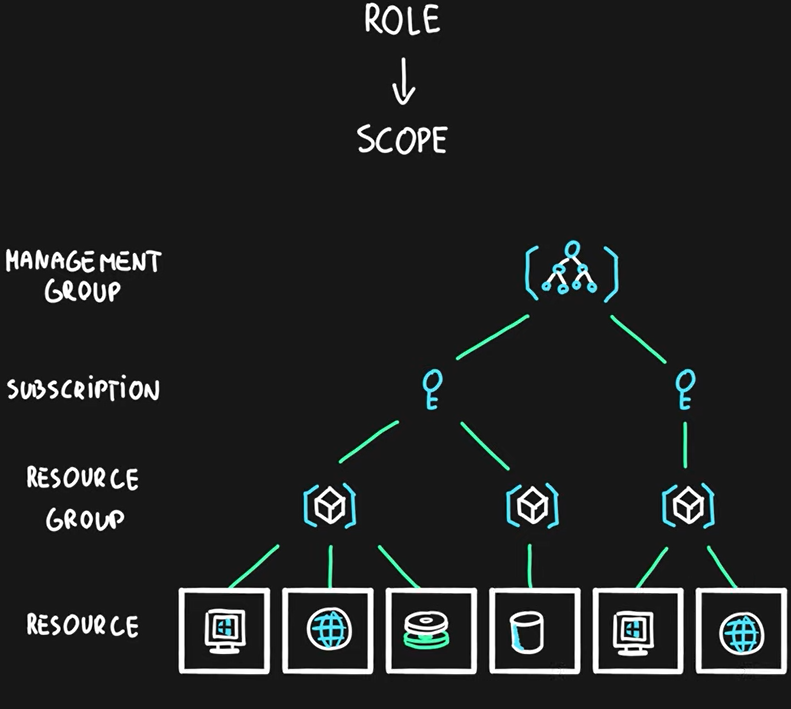 ROLE
SCOPE
MANAGEMENT
GROUP
SUBSCRIPTION
RESOURCE
GROUP
RESOURCE